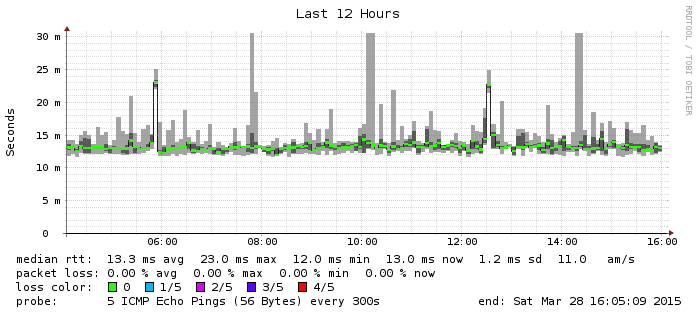 Last 12 Hours
RRDTOOL / TOBI OETIKER
Seconds
30 m
25 m
20 m
15 m
10 m
5 m
0
06:00 08:00 10:00 12:00 14:00 16:00
median rtt: 13.3 ms avg 23.0 ms max 12.0 ms min 13.0 ms now 1.2 ms sd 11.0 am/s
packet loss: 0.00 % avg 0.00 % max 0.00 % min 0.00 % now
loss color: 0 1/5 2/5 3/5 4/5
probe: 5 ICMP Echo Pings (56 Bytes) every 300s end: Sat Mar 28 16:05:09 2015